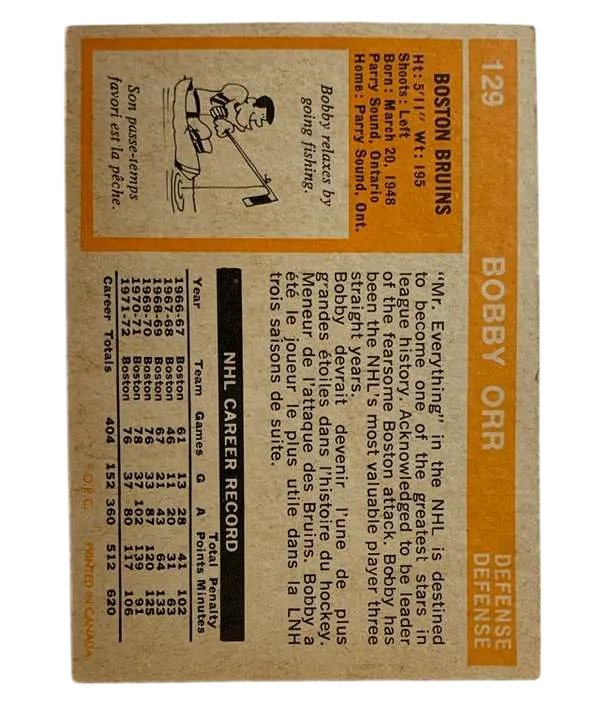 129 BOBBY ORR DEFENSE
DEFENSE
BOSTON BRUINS
Ht: 5'11" Wt: 195
Shoots: Left
Born: March 20, 1948
Parry Sound, Ontario
Home: Parry Sound, Ont.
Bobby relaxes by
going fishing.
Son passe-temps
favori est la pêche.
"Mr. Everything" in the NHL is destined
to become one of the greatest stars in
league history. Acknowledged to be leader
of the fearsome Boston attack. Bobby has
been the NHL's most valuable player three
straight years.
Bobby devrait devenir l'une de plus
grandes étoiles dans l'histoire du hockey.
Meneur de l'attaque des Bruins. Bobby a
été le joueur le plus utile dans la LNH
trois saisons de suite.
NHL CAREER RECORD
Total Penalty
Year Team Games G A Points Minutes
1966-67 Boston 61 13 28 41 102
1967-68 Boston 46 11 20 31 63
1968-69 Boston 67 21 43 64 133
1969-70 Boston 76 33 87 120 125
1970-71 Boston 78 37 102 139 91
1971-72 Boston 76 37 80 117 106
Career Totals 404 152 360 512 620
O.P.C. PRINTED IN CANADA